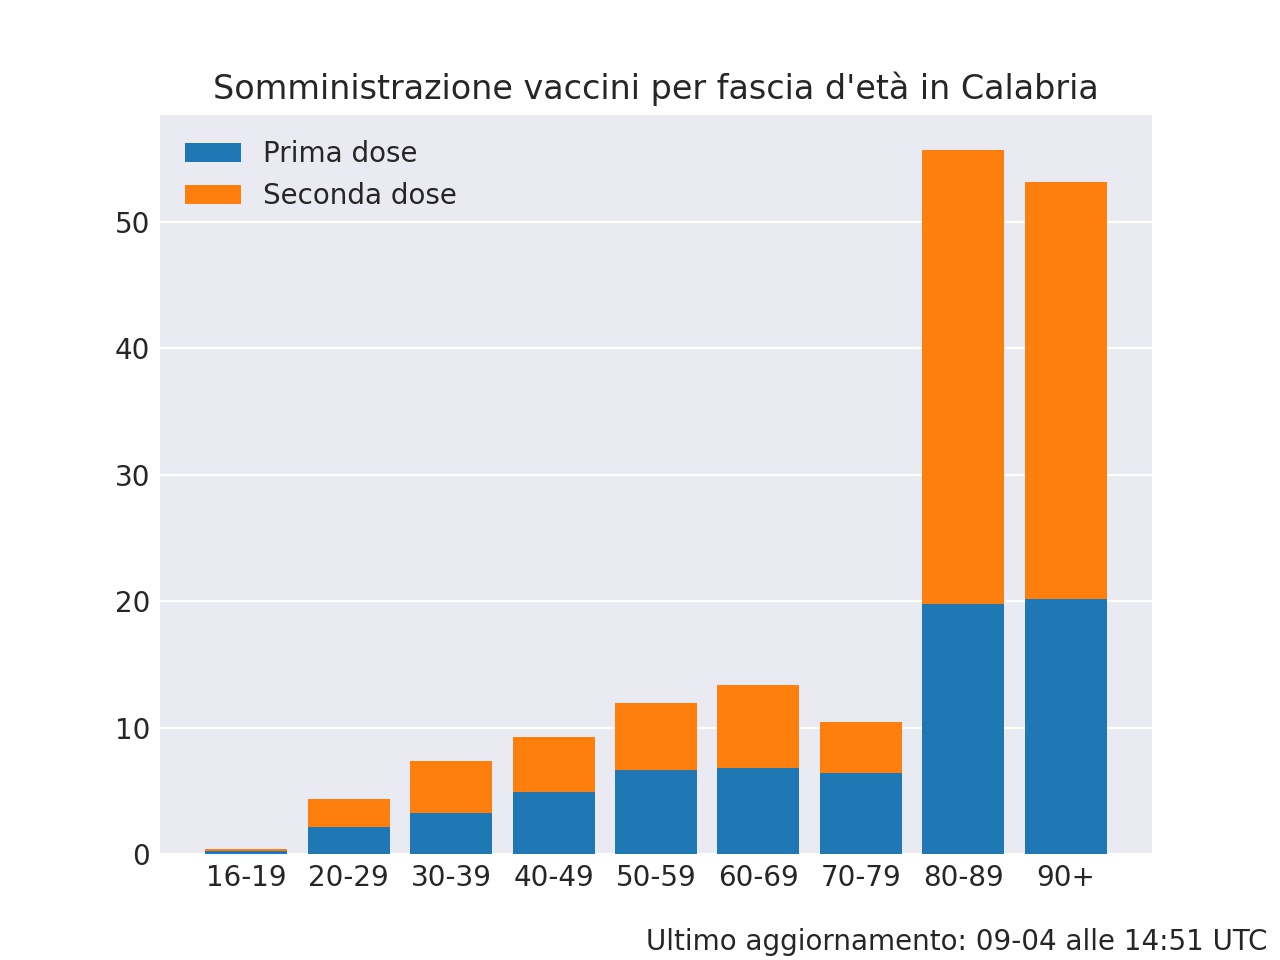 Somministrazione vaccini per fascia d'età in Calabria
Prima dose
Seconda dose
50
40
30
20
10
0
16-19 20-29 30-39 40-49 50-59 60-69 70-79 80-89 90+
Ultimo aggiornamento: 09-04 alle 14:51 UTC